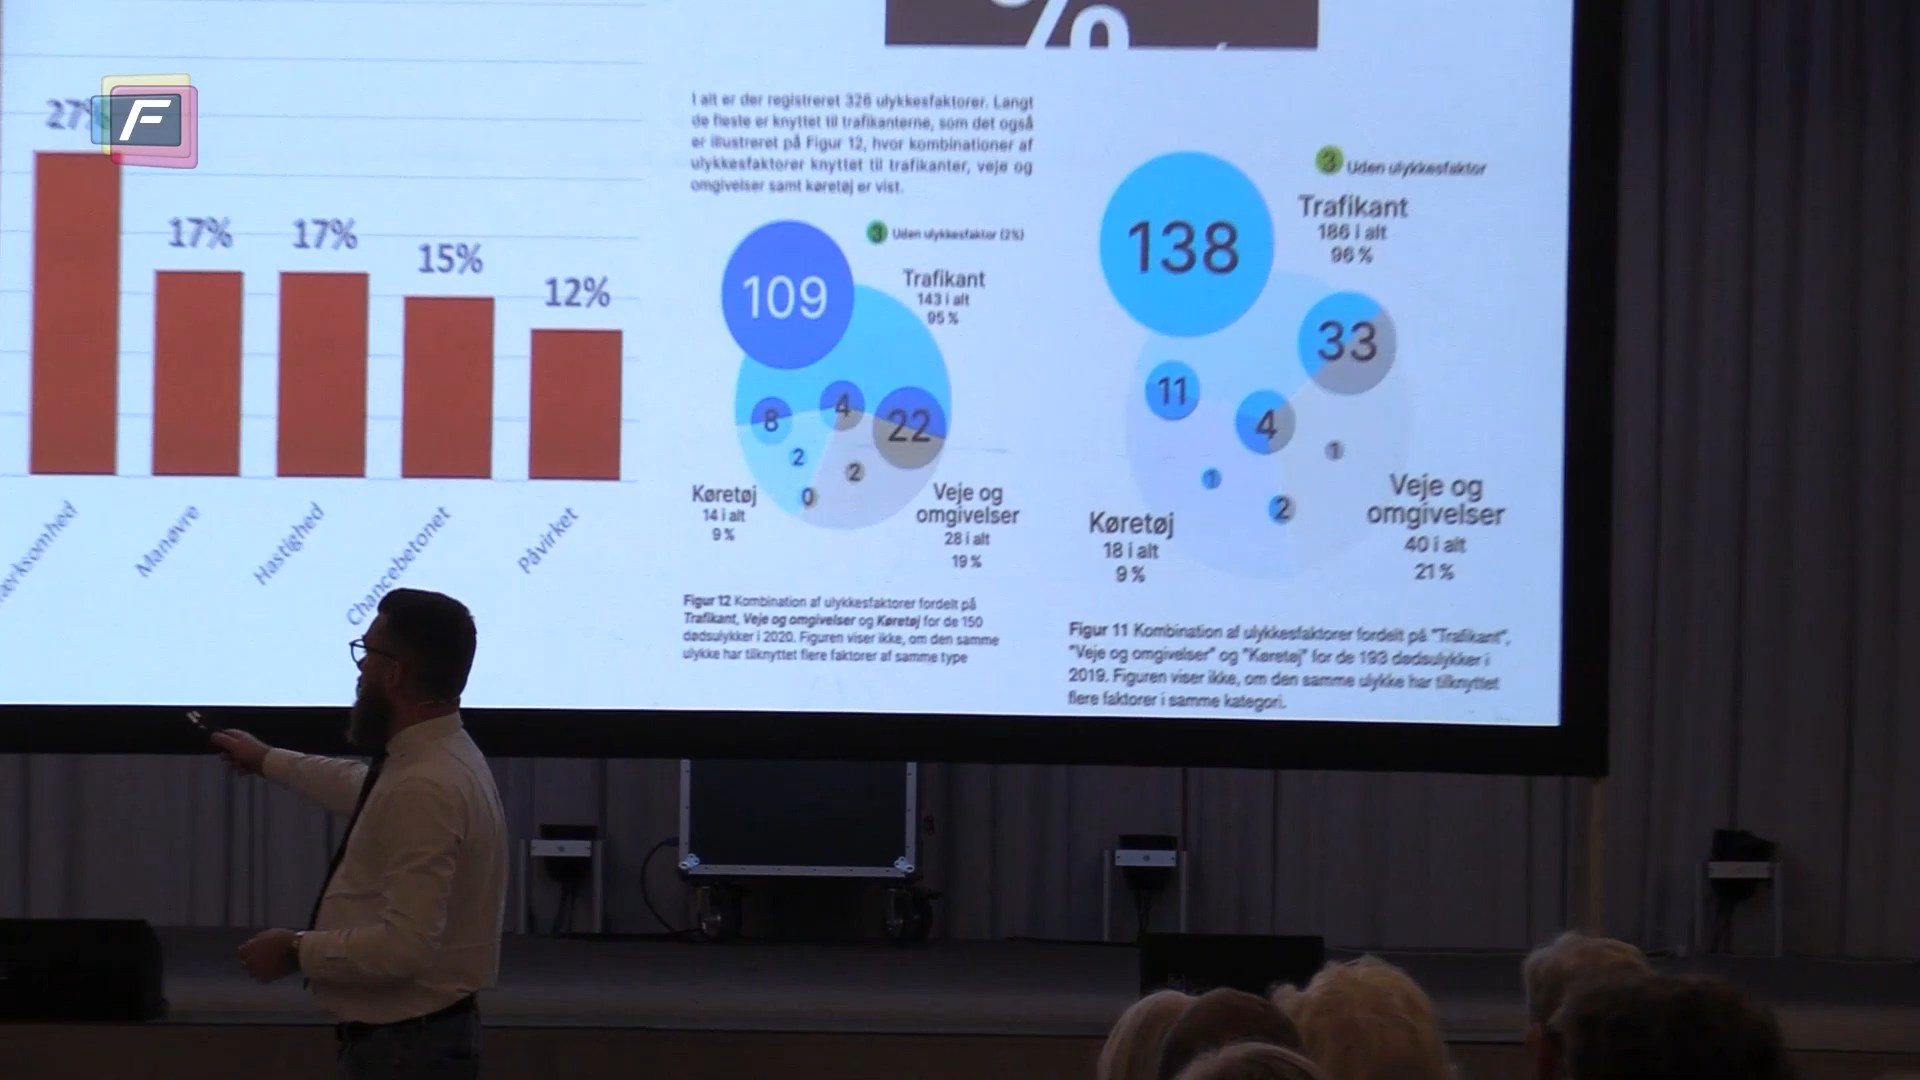 F
27%
17%
17%
15%
12%
Manøvre
Hastighed
Chancebetonet
Påvirket
%
I alt er der registreret 326 ulykkesfaktorer. Langt
de fleste er knyttet til trafikanterne, som det også
er illustreret på Figur 12, hvor kombinationer af
ulykkesfaktorer knyttet til trafikanter, veje og
omgivelser samt køretøj er vist.
3 Uden ulykkesfaktor (2%)
109
Trafikant
143 i alt
95 %
8
4
22
2
2
0
Køretøj
14 i alt
9 %
Veje og
omgivelser
28 i alt
19 %
Figur 12 Kombination af ulykkesfaktorer fordelt på
Trafikant, Veje og omgivelser og Køretøj for de 150
dødsulykker i 2020. Figuren viser ikke, om den samme
ulykke har tilknyttet flere faktorer af samme type
3 Uden ulykkesfaktor
138
Trafikant
186 i alt
96 %
33
11
4
1
1
2
Køretøj
18 i alt
9 %
Veje og
omgivelser
40 i alt
21 %
Figur 11 Kombination af ulykkesfaktorer fordelt på "Trafikant",
"Veje og omgivelser" og "Køretøj" for de 193 dødsulykker i
2019. Figuren viser ikke, om den samme ulykke har tilknyttet
flere faktorer i samme kategori.